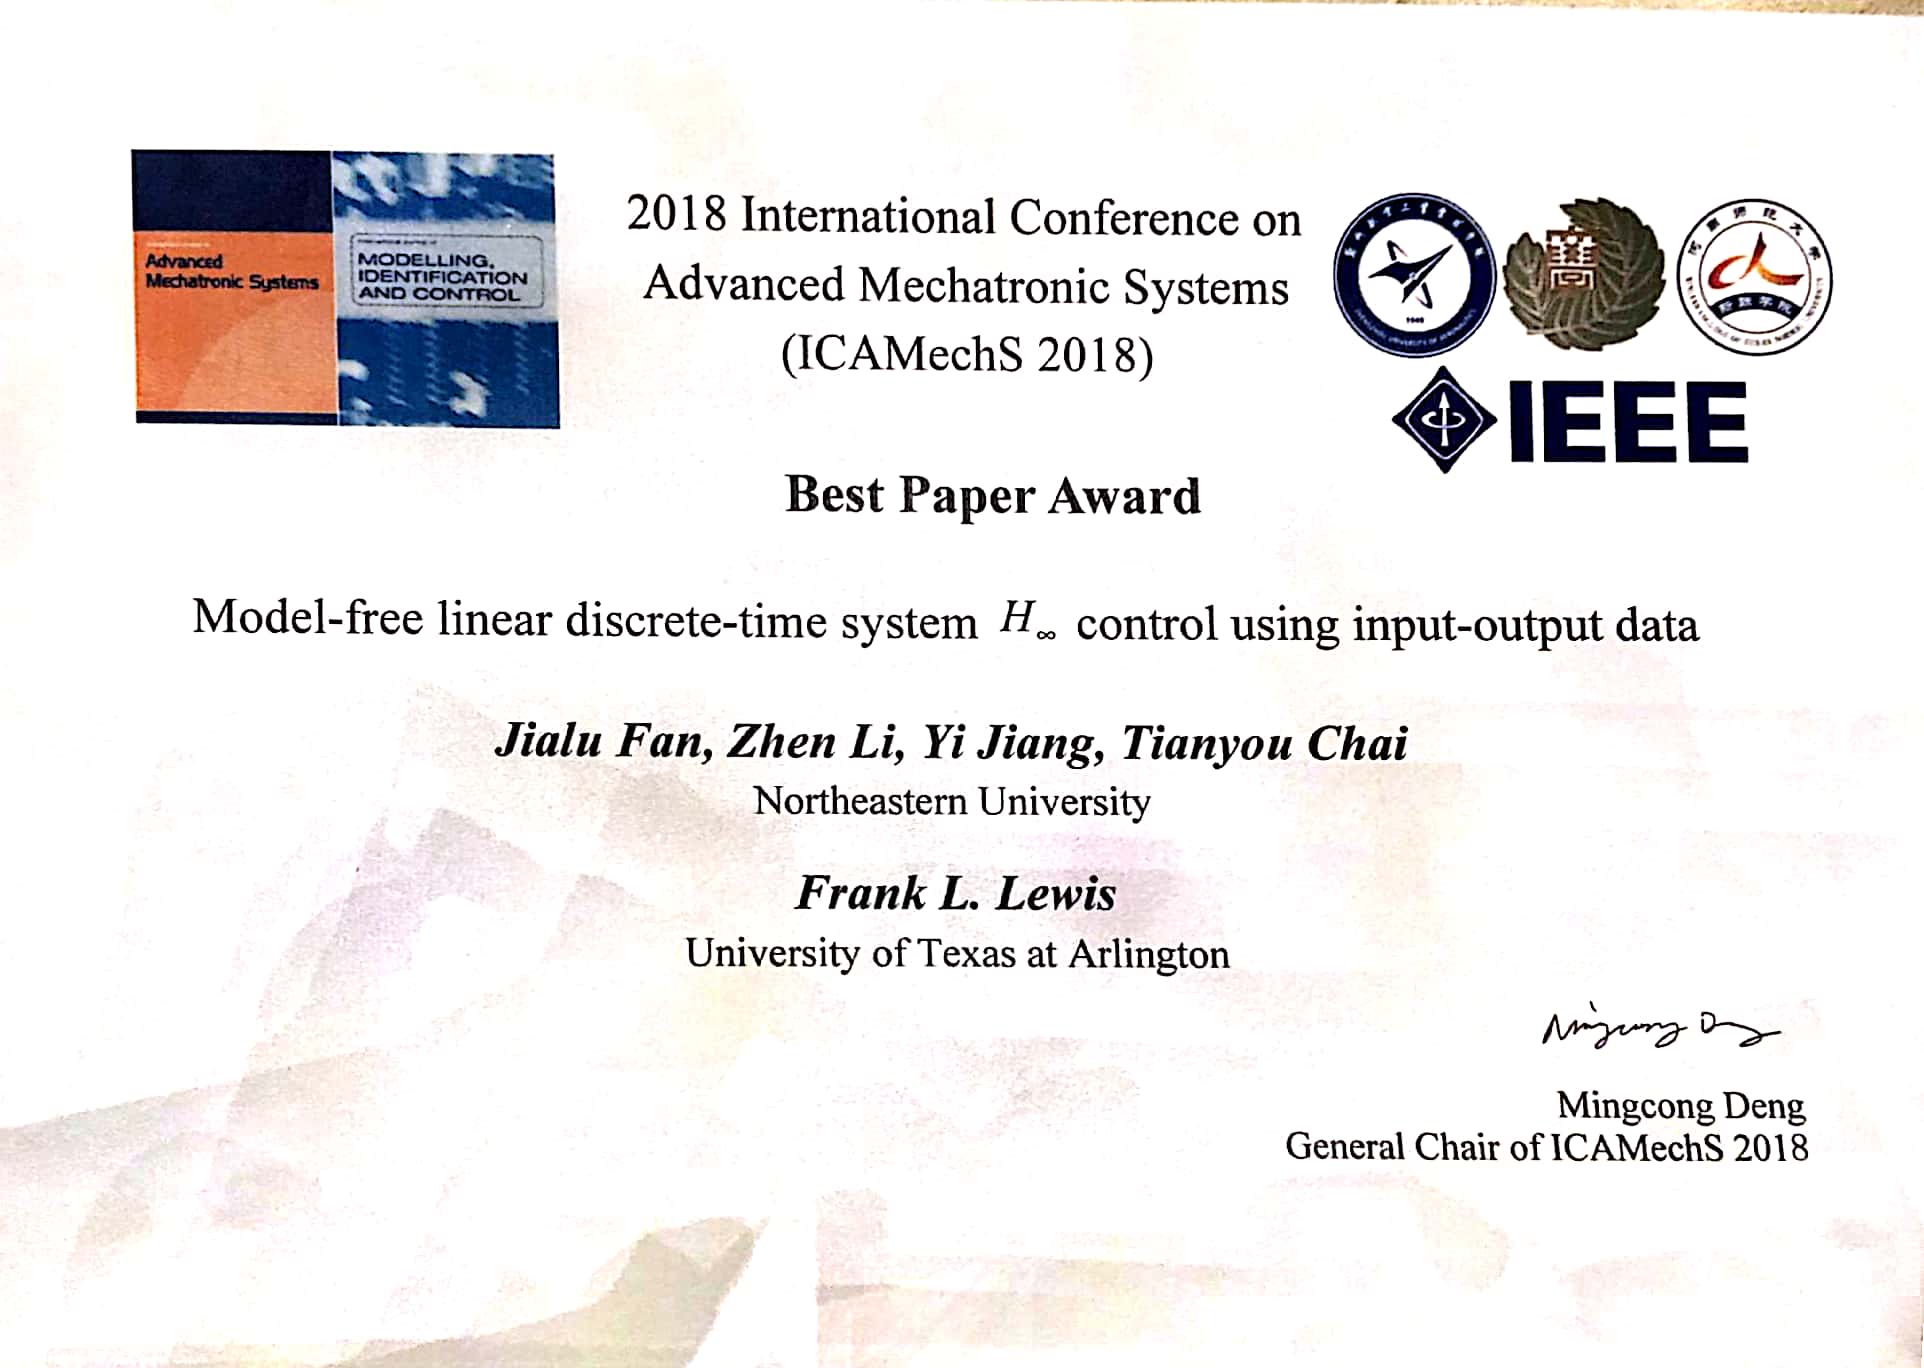 Advanced
Mechatronic Systems
MODELLING,
IDENTIFICATION
AND CONTROL
2018 International Conference on
Advanced Mechatronic Systems
(ICAMechS 2018)
1949
IEEE
Best Paper Award
Model-free linear discrete-time system H∞ control using input-output data
Jialu Fan, Zhen Li, Yi Jiang, Tianyou Chai
Northeastern University
Frank L. Lewis
University of Texas at Arlington
Mingcong Deng
Mingcong Deng
General Chair of ICAMechS 2018